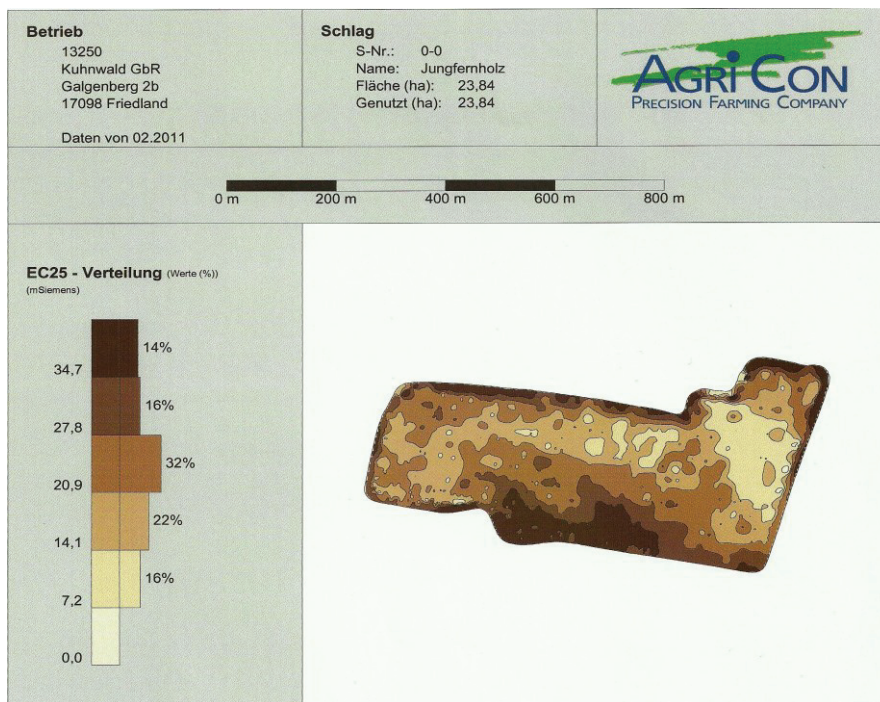 Betrieb
13250
Kuhnwald GbR
Galgenberg 2b
17098 Friedland
Daten von 02.2011
Schlag
S-Nr.: 0-0
Name: Jungfernholz
Fläche (ha): 23,84
Genutzt (ha): 23,84
AGRI CON
PRECISION FARMING COMPANY
0 m 200 m 400 m 600 m 800 m
EC25 - Verteilung (Werte (%))
(mSiemens)
14%
34,7
16%
27,8
32%
20,9
22%
14,1
16%
7,2
0,0